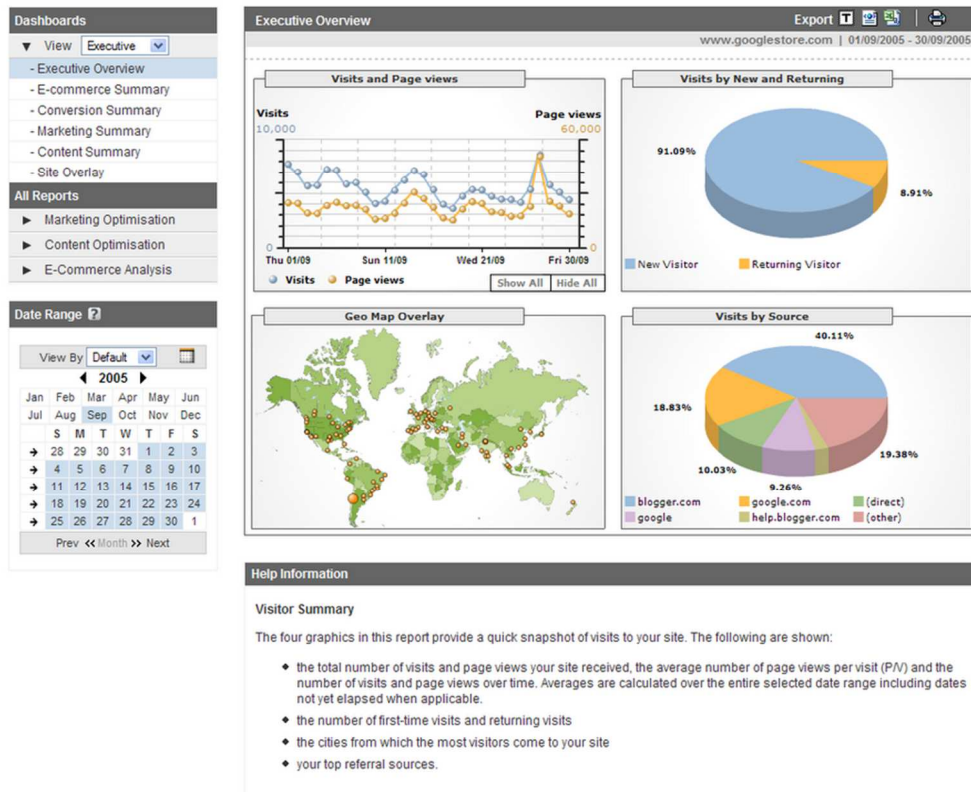 Dashboards
View Executive
- Executive Overview
- E-commerce Summary
- Conversion Summary
- Marketing Summary
- Content Summary
- Site Overlay
All Reports
Marketing Optimisation
Content Optimisation
E-Commerce Analysis
Date Range ?
View By Default
2005
Jan Feb Mar Apr May Jun
Jul Aug Sep Oct Nov Dec
S M T W T F S
28 29 30 31 1 2 3
4 5 6 7 8 9 10
11 12 13 14 15 16 17
18 19 20 21 22 23 24
25 26 27 28 29 30 1
Prev << Month >> Next
Executive Overview
Export T
www.googlestore.com | 01/09/2005 - 30/09/2005
Visits and Page views
Visits Page views
10,000 60,000
0 0
Thu 01/09 Sun 11/09 Wed 21/09 Fri 30/09
Visits Page views Show All Hide All
Visits by New and Returning
91.09%
8.91%
New Visitor Returning Visitor
Geo Map Overlay
Visits by Source
40.11%
18.83%
19.38%
10.03%
9.26%
blogger.com google.com (direct)
google help.blogger.com (other)
Help Information
Visitor Summary
The four graphics in this report provide a quick snapshot of visits to your site. The following are shown:
◆ the total number of visits and page views your site received, the average number of page views per visit (P/V) and the
number of visits and page views over time. Averages are calculated over the entire selected date range including dates
not yet elapsed when applicable.
◆ the number of first-time visits and returning visits
◆ the cities from which the most visitors come to your site
◆ your top referral sources.